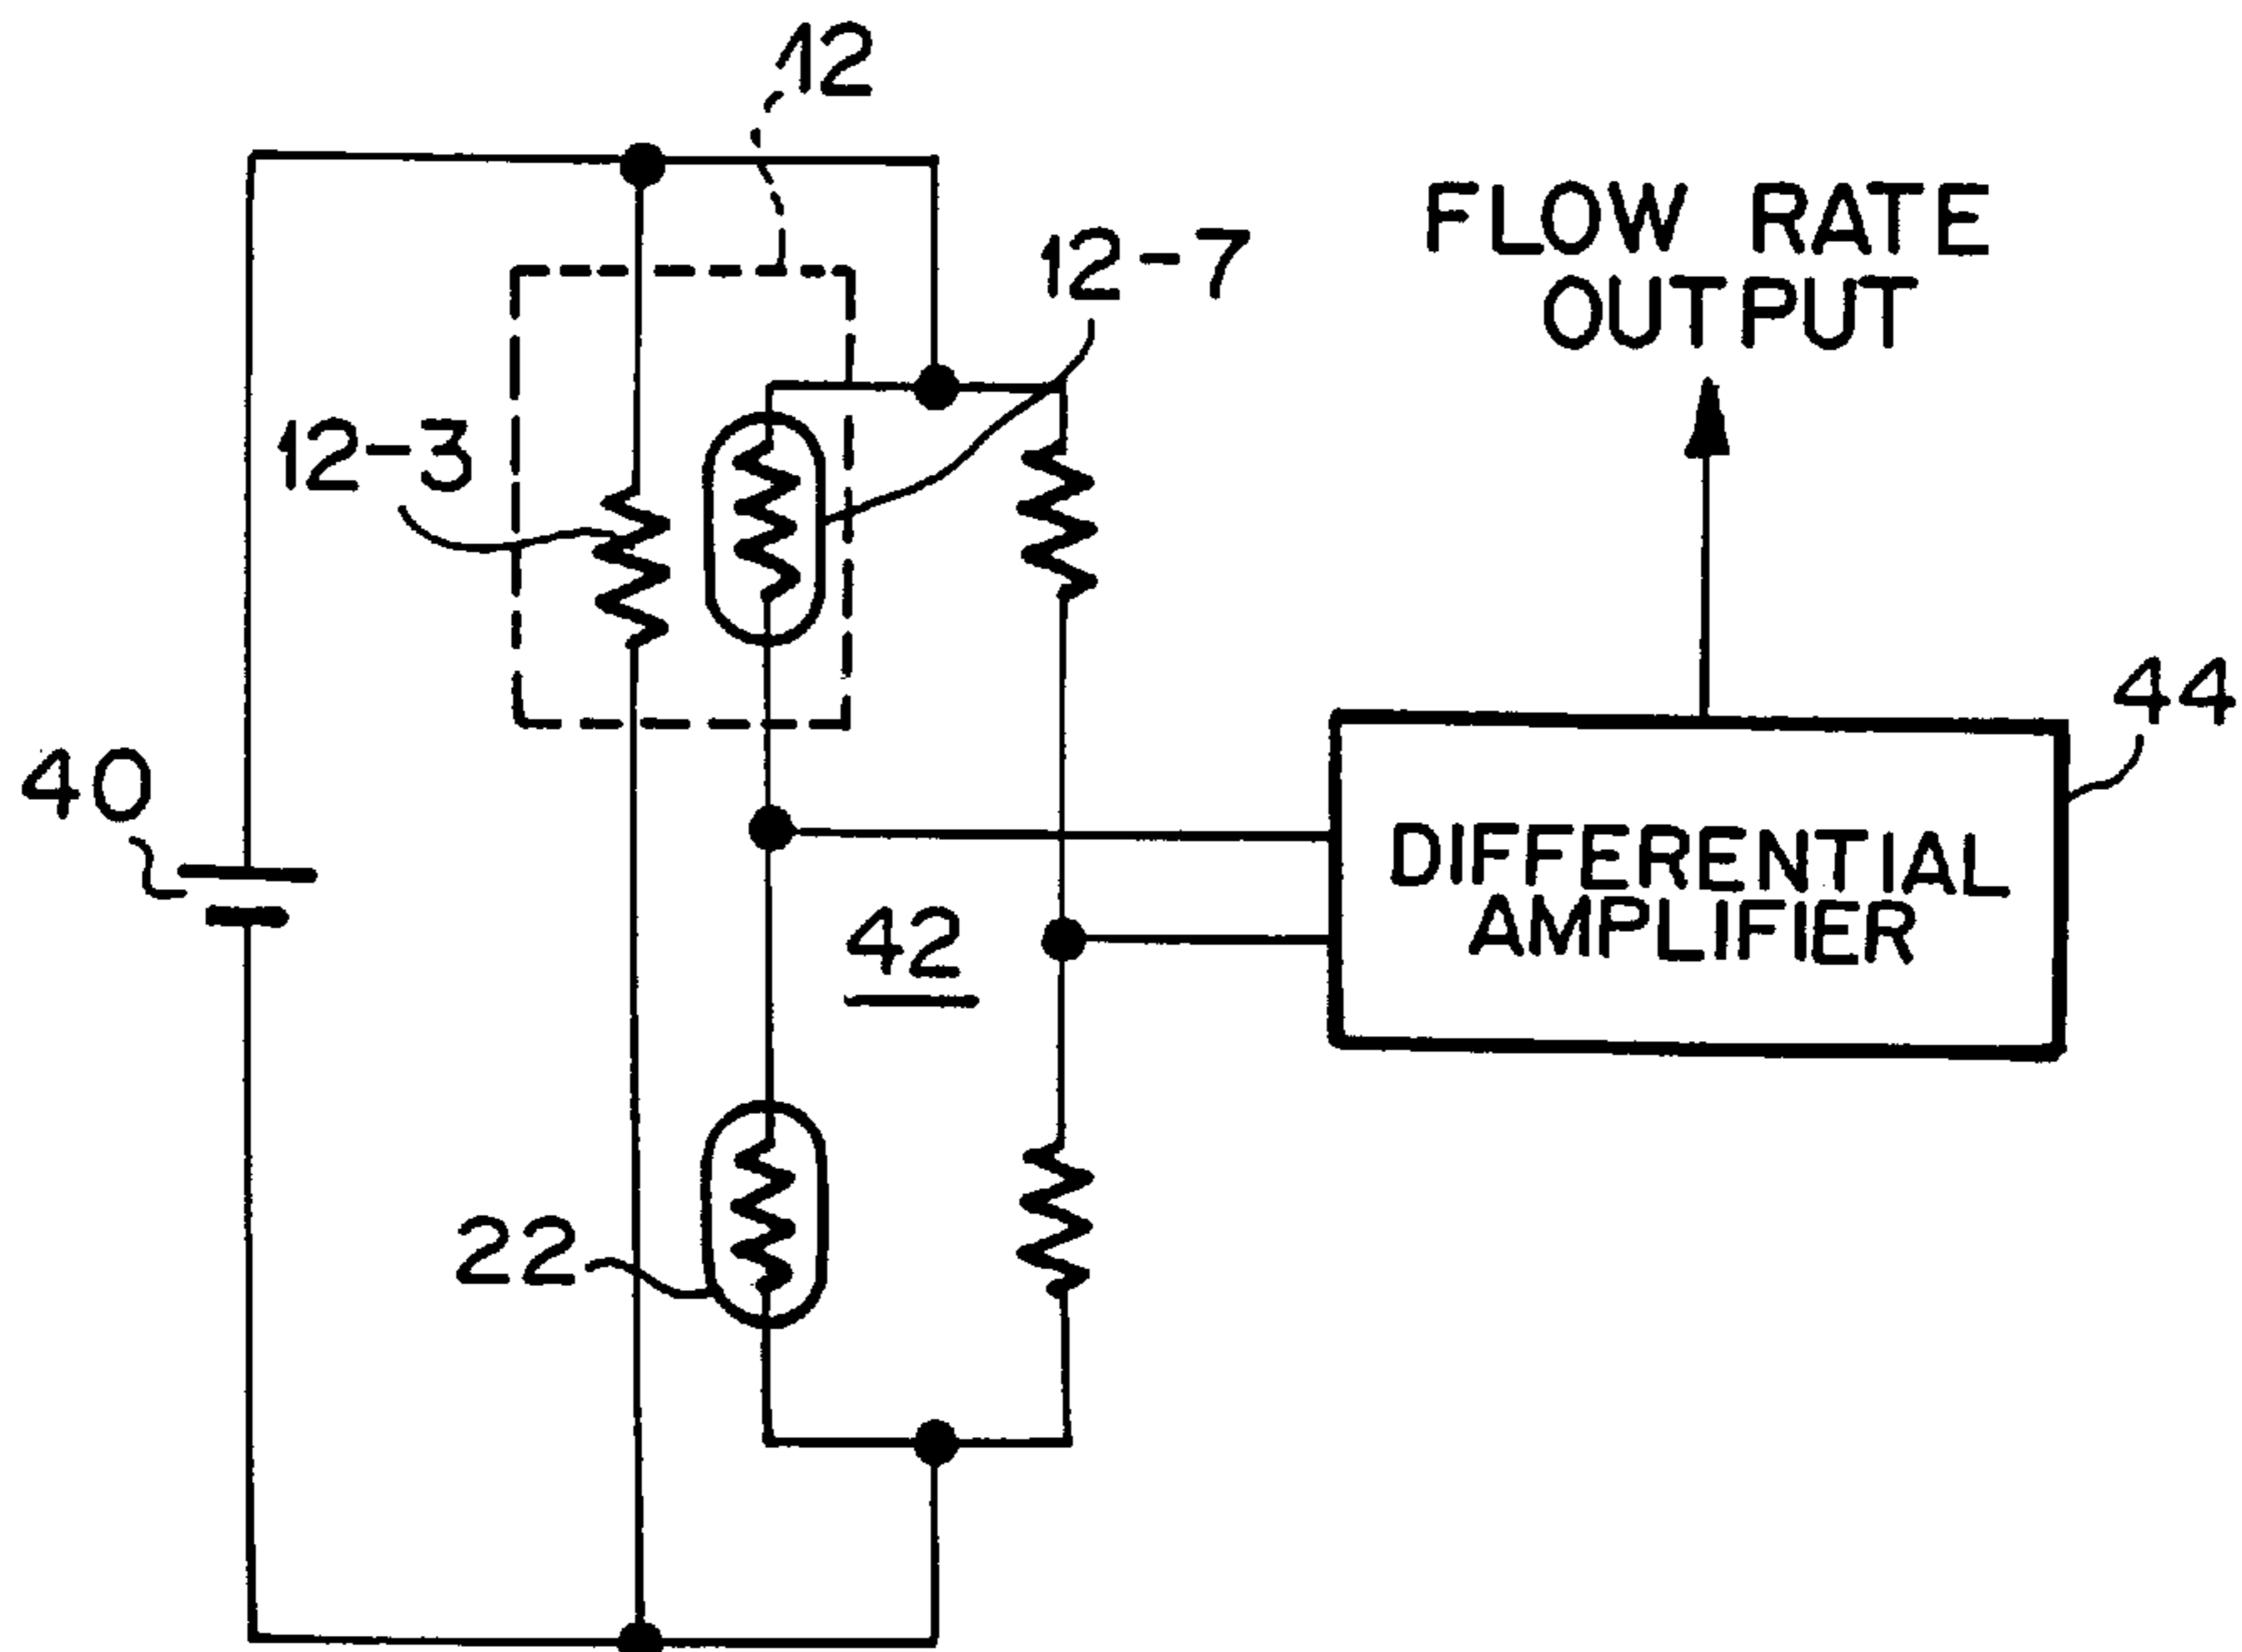 12
12-7
FLOW RATE
OUTPUT
12-3
44
40
DIFFERENTIAL
AMPLIFIER
42
22